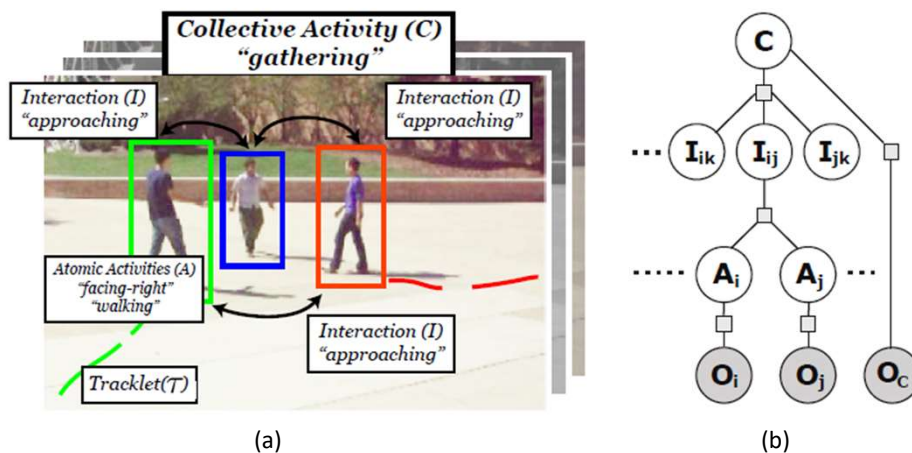 Collective Activity (C)
"gathering"
Interaction (I)
"approaching"
Interaction (I)
"approaching"
Atomic Activities (A)
"facing-right"
"walking"
Interaction (I)
"approaching"
Tracklet(T)
(a)
C
I_ik I_ij I_jk
A_i A_j
O_i O_j O_C
(b)